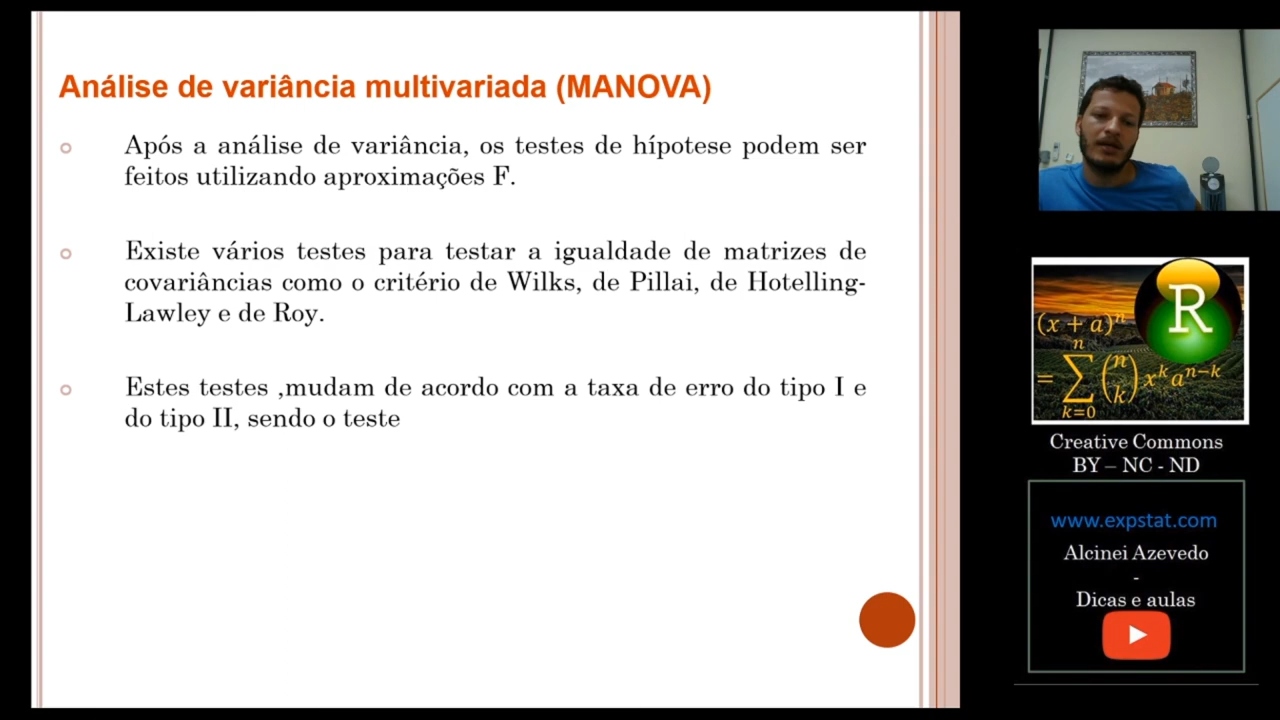 Análise de variância multivariada (MANOVA)
Após a análise de variância, os testes de hípotese podem ser
feitos utilizando aproximações F.
Existe vários testes para testar a igualdade de matrizes de
covariâncias como o critério de Wilks, de Pillai, de Hotelling-
Lawley e de Roy.
Estes testes ,mudam de acordo com a taxa de erro do tipo I e
do tipo II, sendo o teste
R
(x + a)^n
= ∑_{k=0}^{n} (n k) x^k a^{n−k}
Creative Commons
BY – NC - ND
www.expstat.com
Alcinei Azevedo
-
Dicas e aulas